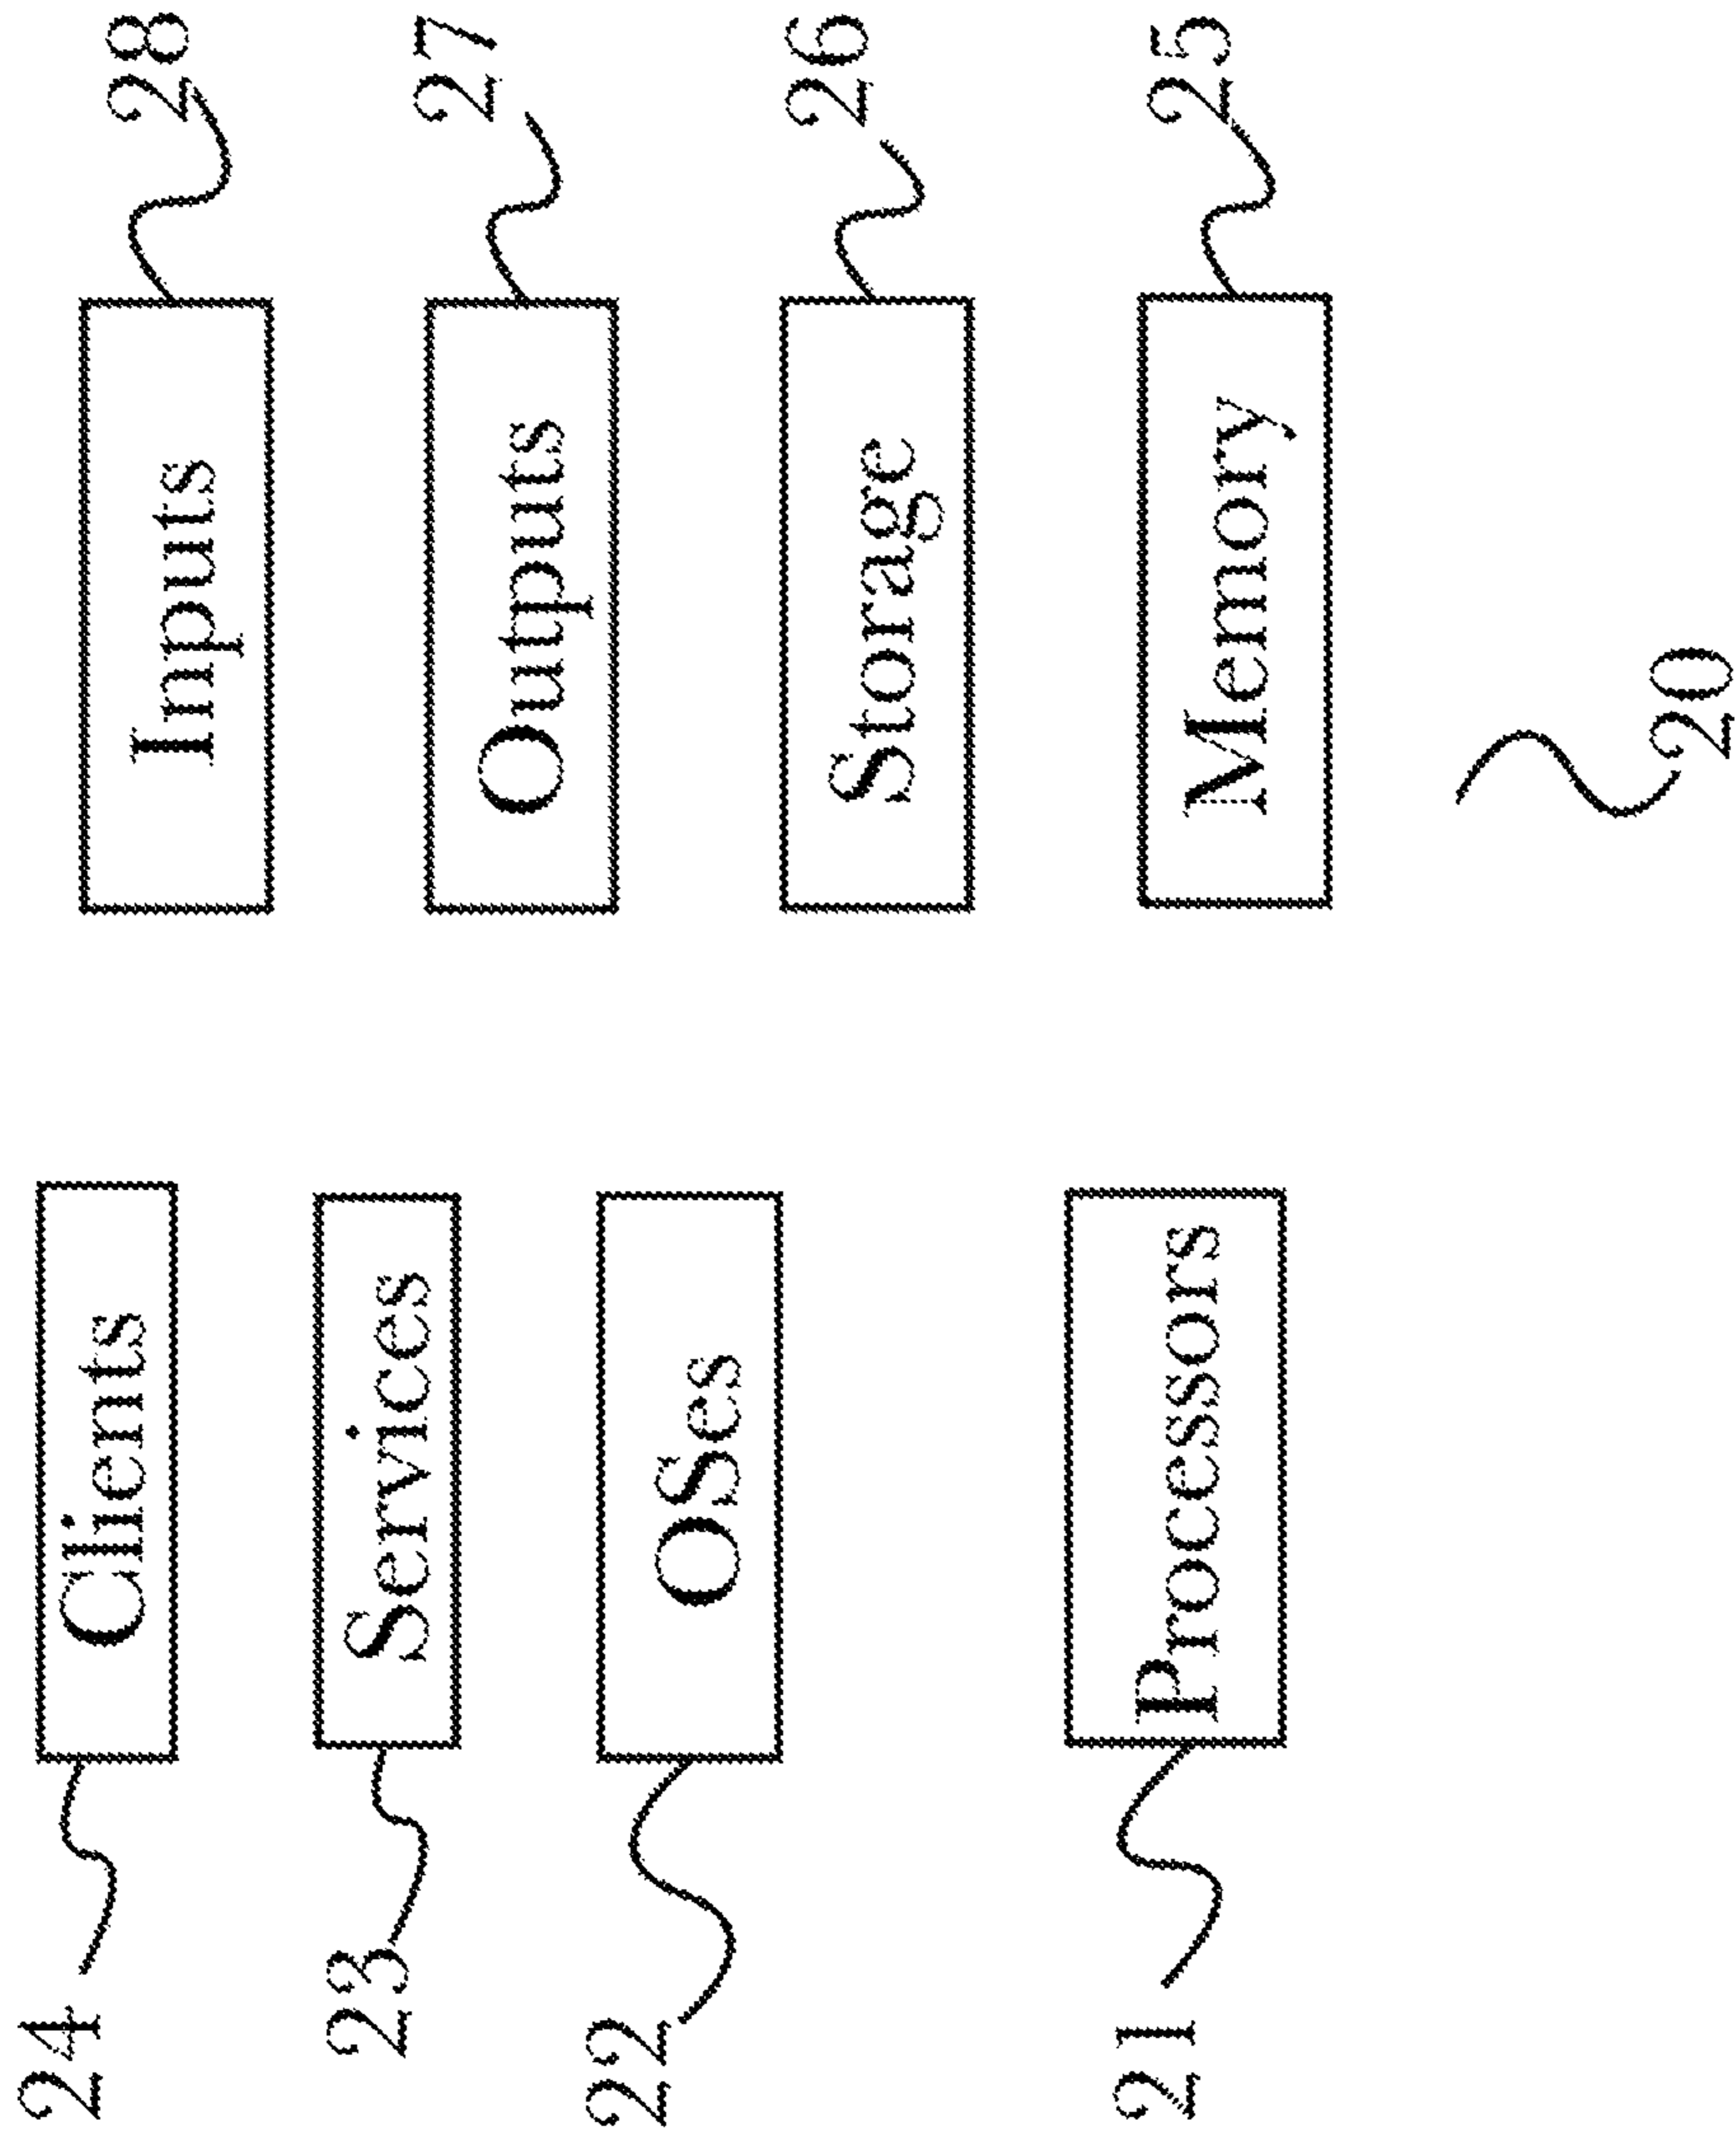 24 Clients Inputs 28
23 Services Outputs 27
22 OSes Storage 26
21 Processors Memory 25
20